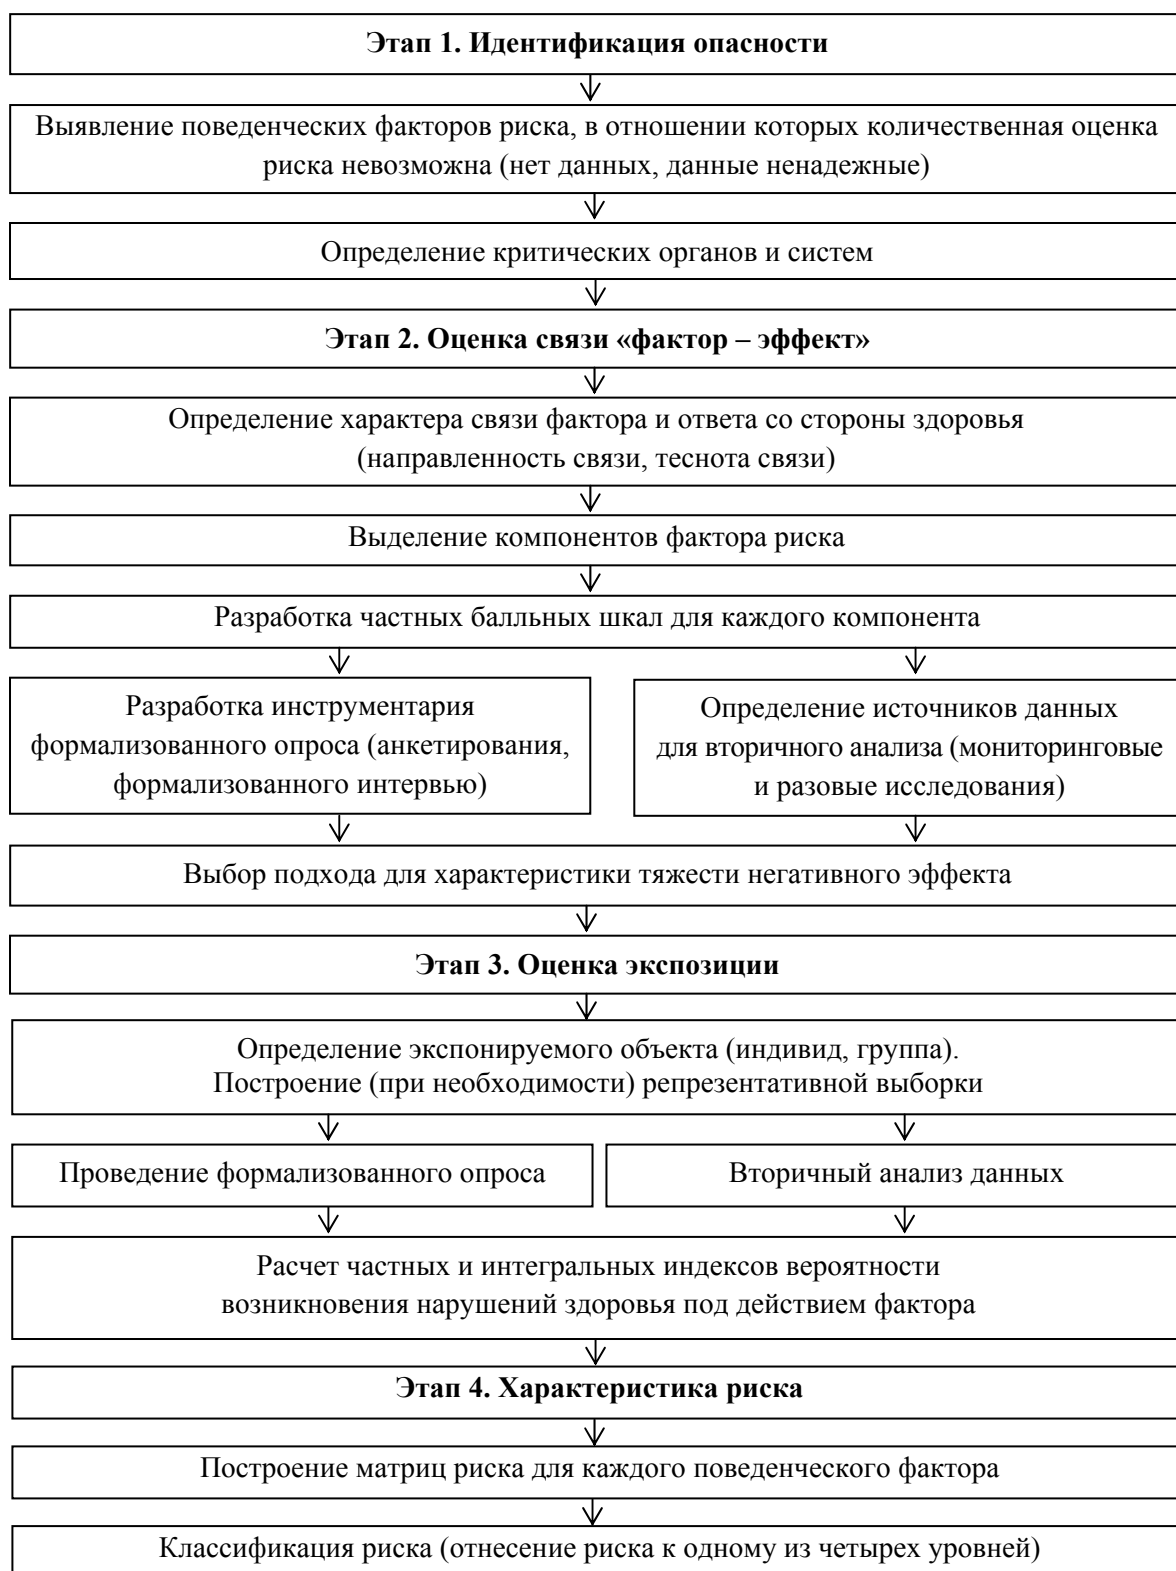 Этап 1. Идентификация опасности
Выявление поведенческих факторов риска, в отношении которых количественная оценка
риска невозможна (нет данных, данные ненадежные)
Определение критических органов и систем
Этап 2. Оценка связи «фактор – эффект»
Определение характера связи фактора и ответа со стороны здоровья
(направленность связи, теснота связи)
Выделение компонентов фактора риска
Разработка частных балльных шкал для каждого компонента
Разработка инструментария
формализованного опроса (анкетирования,
формализованного интервью)
Определение источников данных
для вторичного анализа (мониторинговые
и разовые исследования)
Выбор подхода для характеристики тяжести негативного эффекта
Этап 3. Оценка экспозиции
Определение экспонируемого объекта (индивид, группа).
Построение (при необходимости) репрезентативной выборки
Проведение формализованного опроса
Вторичный анализ данных
Расчет частных и интегральных индексов вероятности
возникновения нарушений здоровья под действием фактора
Этап 4. Характеристика риска
Построение матриц риска для каждого поведенческого фактора
Классификация риска (отнесение риска к одному из четырех уровней)